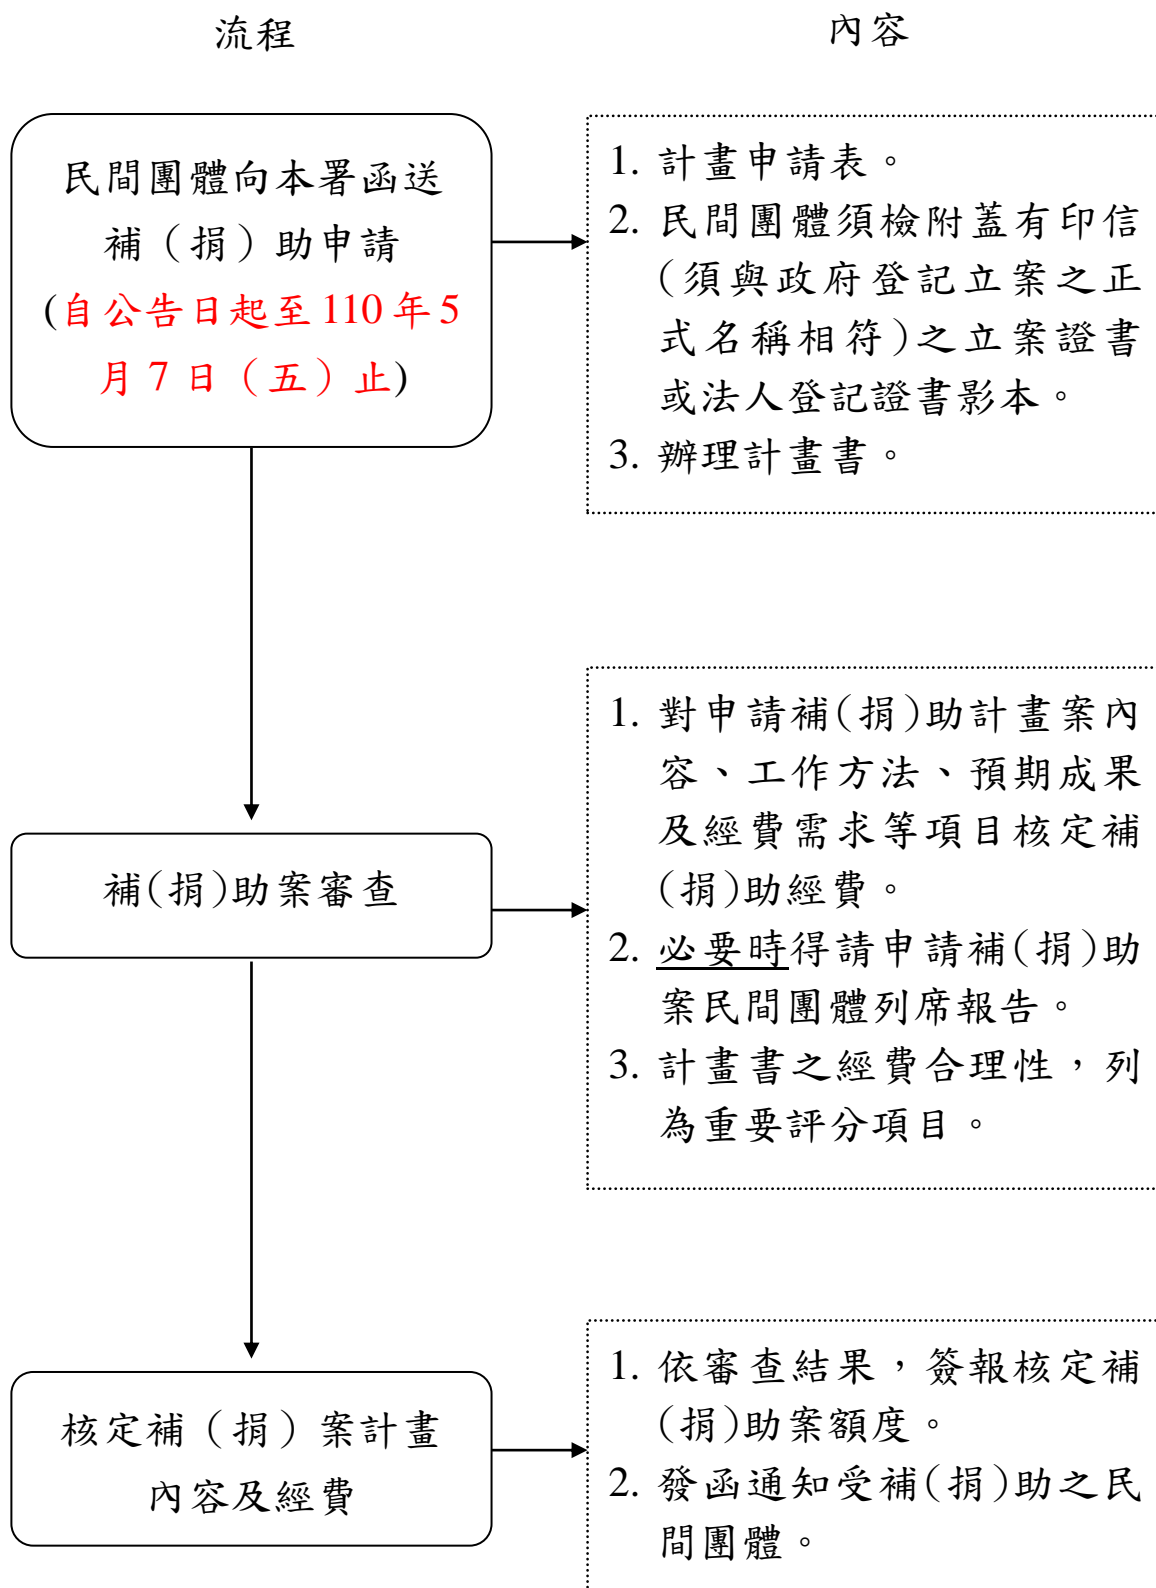 流程
內容
民間團體向本署函送
補（捐）助申請
(自公告日起至 110 年 5
月 7 日（五）止)
1. 計畫申請表。
2. 民間團體須檢附蓋有印信
(須與政府登記立案之正
式名稱相符)之立案證書
或法人登記證書影本。
3. 辦理計畫書。
補(捐)助案審查
1. 對申請補(捐)助計畫案內
容、工作方法、預期成果
及經費需求等項目核定補
(捐)助經費。
2. 必要時得請申請補(捐)助
案民間團體列席報告。
3. 計畫書之經費合理性，列
為重要評分項目。
核定補（捐）案計畫
內容及經費
1. 依審查結果，簽報核定補
(捐)助案額度。
2. 發函通知受補(捐)助之民
間團體。